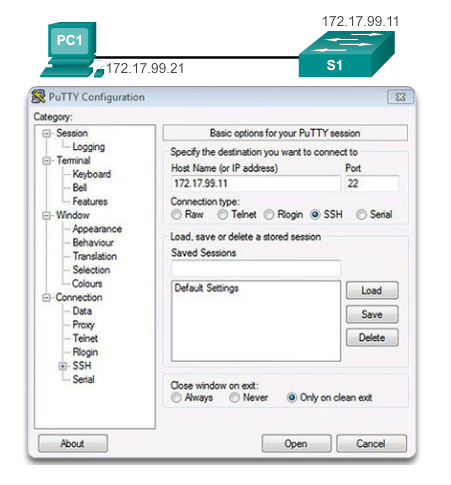 172.17.99.11
PC1
S1
172.17.99.21
PuTTY Configuration
Category:
Session
Logging
Terminal
Keyboard
Bell
Features
Window
Appearance
Behaviour
Translation
Selection
Colours
Connection
Data
Proxy
Telnet
Rlogin
SSH
Serial
Basic options for your PuTTY session
Specify the destination you want to connect to
Host Name (or IP address) Port
172.17.99.11 22
Connection type:
Raw Telnet Rlogin SSH Serial
Load, save or delete a stored session
Saved Sessions
Default Settings
Load
Save
Delete
Close window on exit:
Always Never Only on clean exit
About Open Cancel